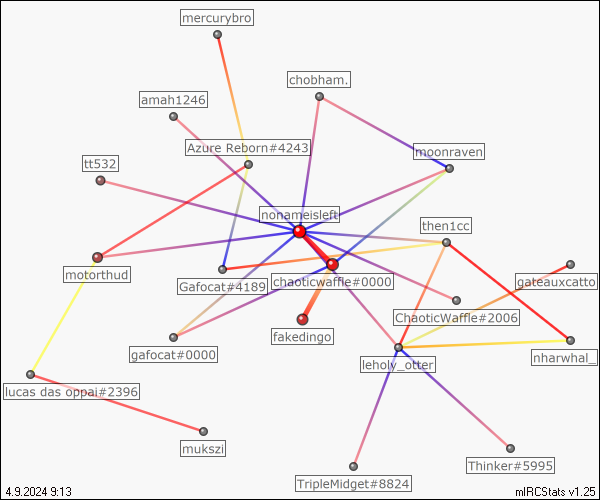 mercurybro
chobham.
amah1246
Azure Reborn#4243
moonraven
tt532
nonameisleft
then1cc
motorthud
Gafocat#4189
chaoticwaffle#0000
gateauxcatto
ChaoticWaffle#2006
fakedingo
gafocat#0000
leholy_otter
nharwhal_
lucas das oppai#2396
mukszi
Thinker#5995
TripleMidget#8824
4.9.2024 9:13
mIRCStats v1.25